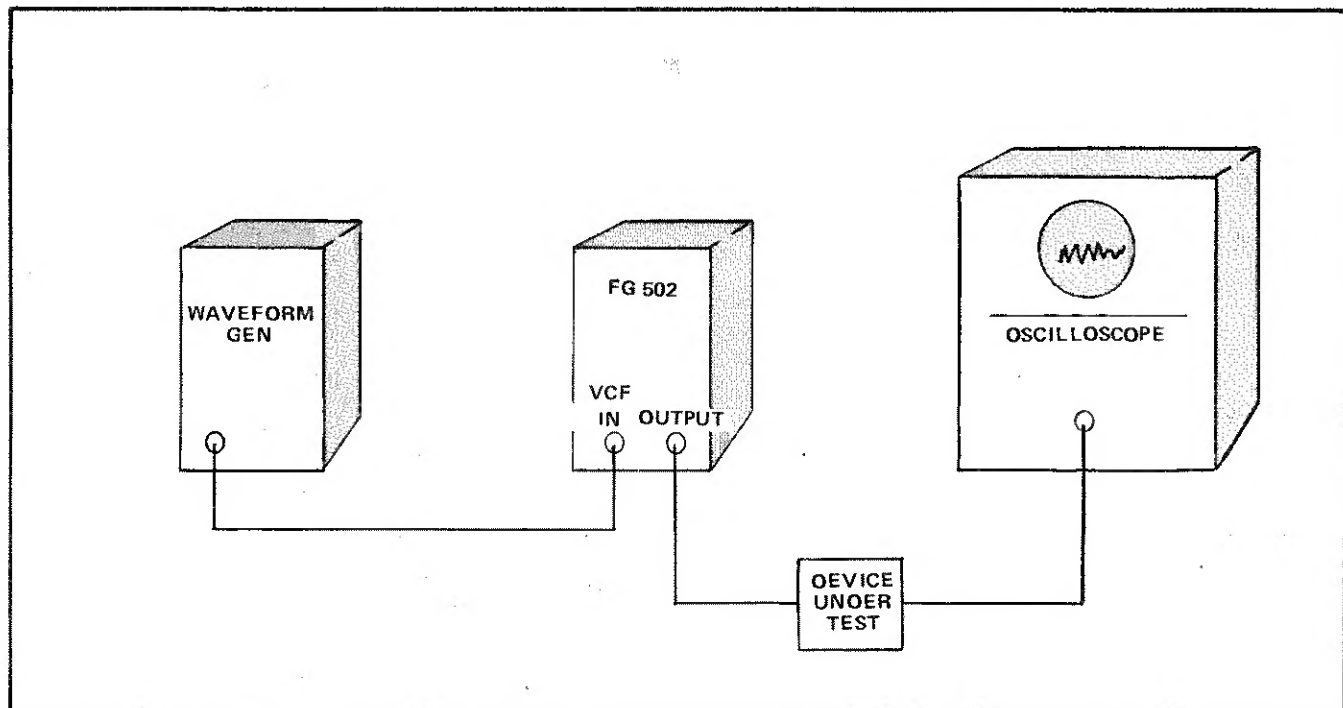 WAVEFORM
GEN
FG 502
VCF
IN OUTPUT
OSCILLOSCOPE
OEVICE
UNOER
TEST